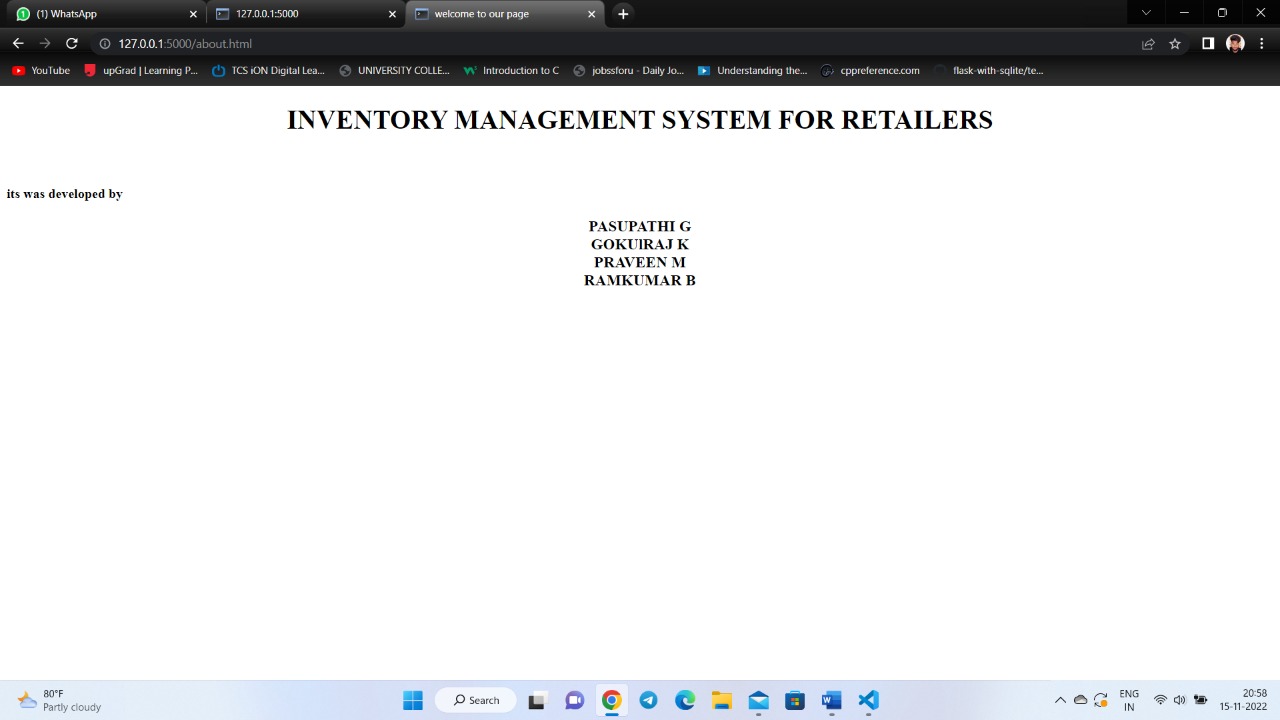 (1) WhatsApp
127.0.0.1:5000
welcome to our page
127.0.0.1:5000/about.html
YouTube
upGrad | Learning P...
TCS iON Digital Lea...
UNIVERSITY COLLE...
Introduction to C
jobssforu - Daily Jo...
Understanding the...
cppreference.com
flask-with-sqlite/te...
INVENTORY MANAGEMENT SYSTEM FOR RETAILERS
its was developed by
PASUPATHI G
GOKUlRAJ K
PRAVEEN M
RAMKUMAR B
80°F
Partly cloudy
Search
ENG
IN
20:58
15-11-2022